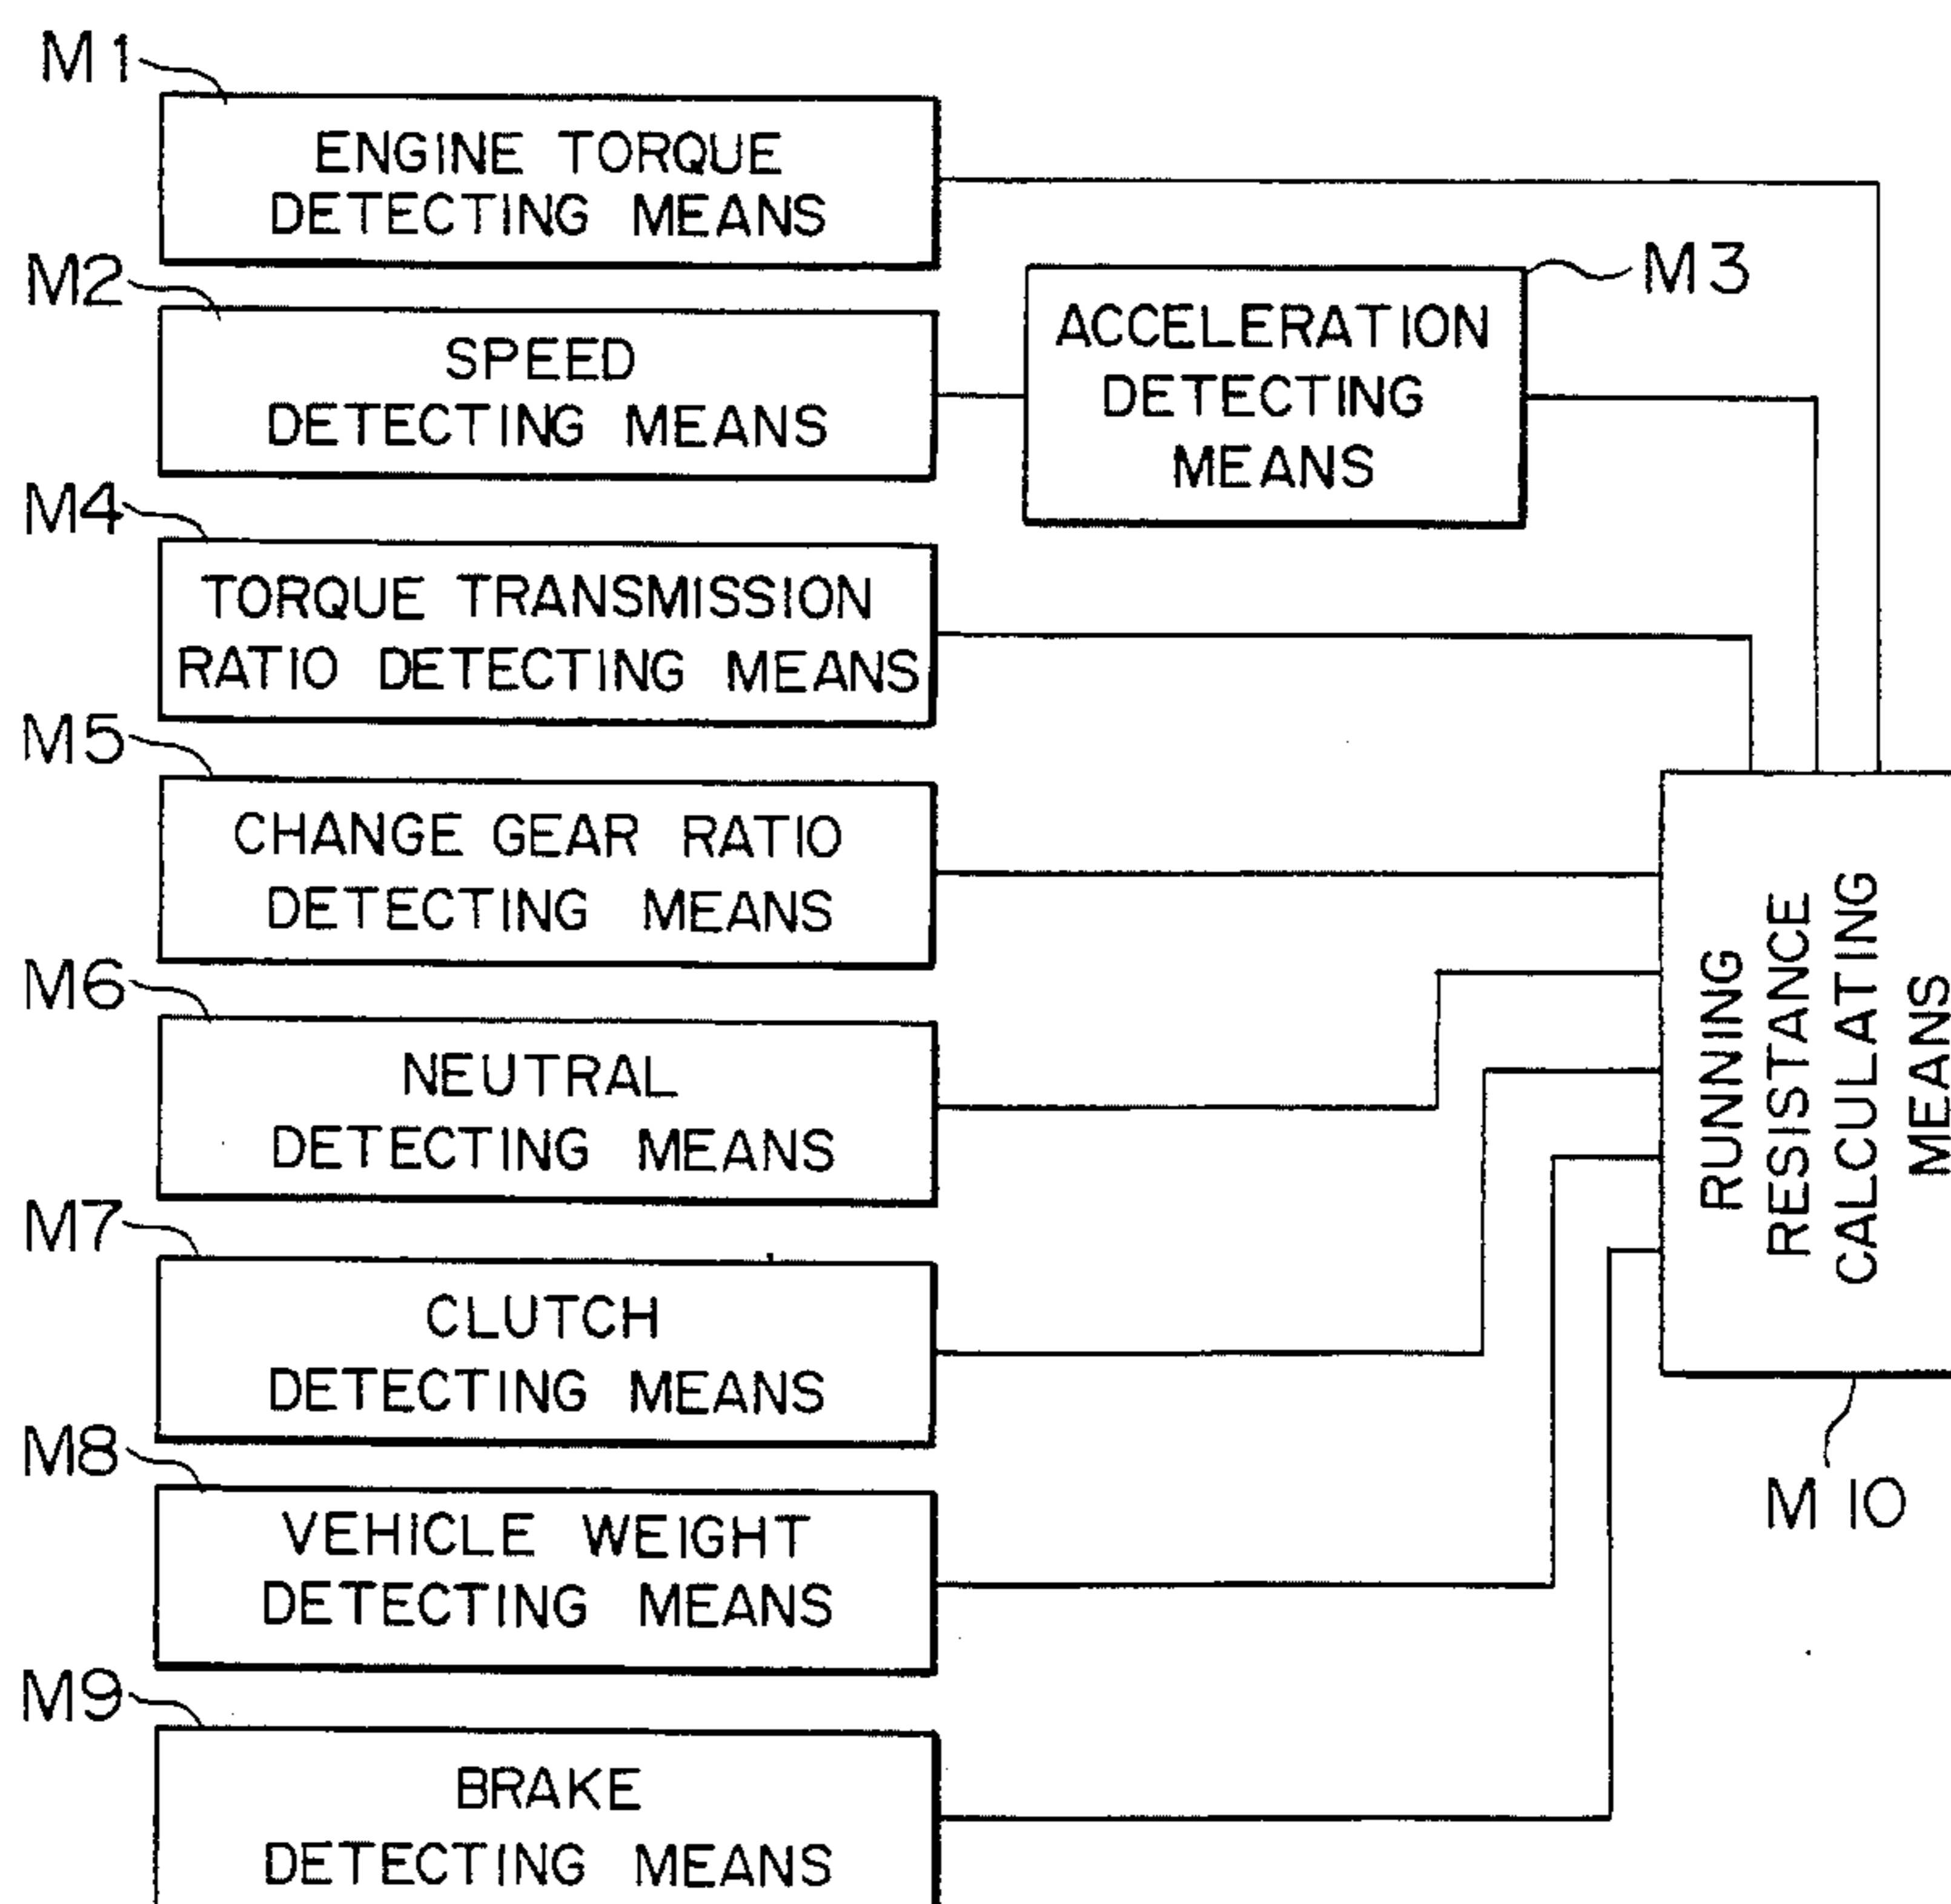 M1
ENGINE TORQUE
DETECTING MEANS
M2
SPEED
DETECTING MEANS
M3
ACCELERATION
DETECTING
MEANS
M4
TORQUE TRANSMISSION
RATIO DETECTING MEANS
M5
CHANGE GEAR RATIO
DETECTING MEANS
M6
NEUTRAL
DETECTING MEANS
M7
CLUTCH
DETECTING MEANS
M8
VEHICLE WEIGHT
DETECTING MEANS
M9
BRAKE
DETECTING MEANS
RUNNING
RESISTANCE
CALCULATING
MEANS
M10